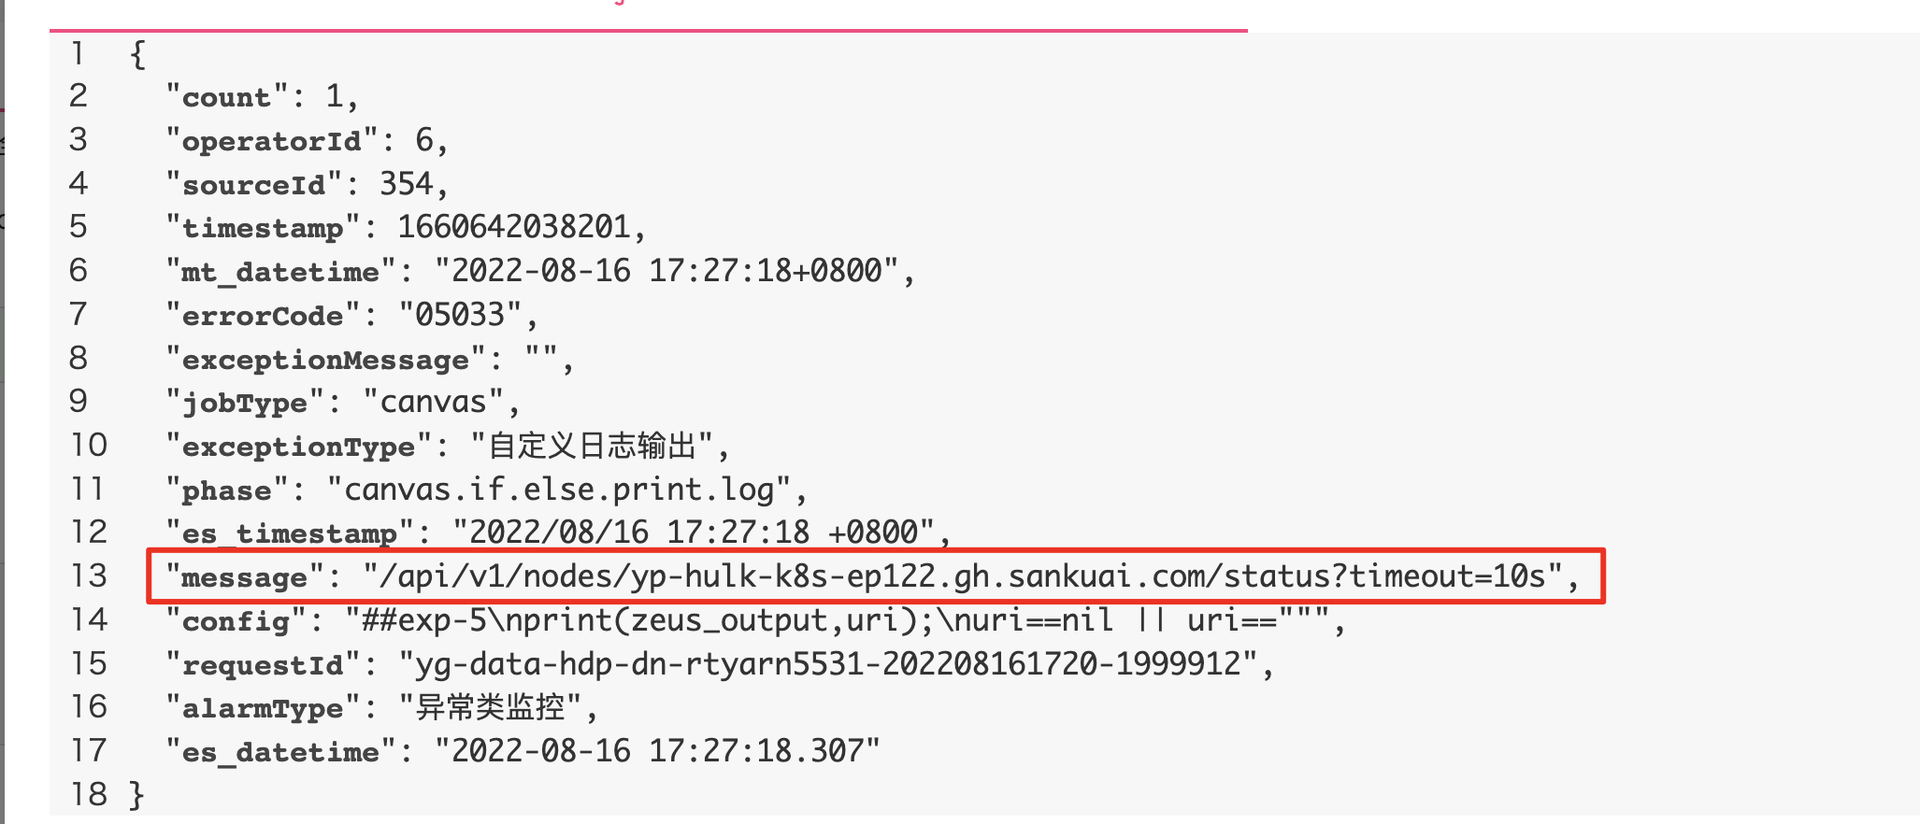 1 {
2 "count": 1,
3 "operatorId": 6,
4 "sourceId": 354,
5 "timestamp": 1660642038201,
6 "mt_datetime": "2022-08-16 17:27:18+0800",
7 "errorCode": "05033",
8 "exceptionMessage": "",
9 "jobType": "canvas",
10 "exceptionType": "自定义日志输出",
11 "phase": "canvas.if.else.print.log",
12 "es_timestamp": "2022/08/16 17:27:18 +0800",
13 "message": "/api/v1/nodes/yp-hulk-k8s-ep122.gh.sankuai.com/status?timeout=10s",
14 "config": "##exp-5\nprint(zeus_output,uri);\nuri==nil || uri==""",
15 "requestId": "yg-data-hdp-dn-rtyarn5531-202208161720-1999912",
16 "alarmType": "异常类监控",
17 "es_datetime": "2022-08-16 17:27:18.307"
18 }